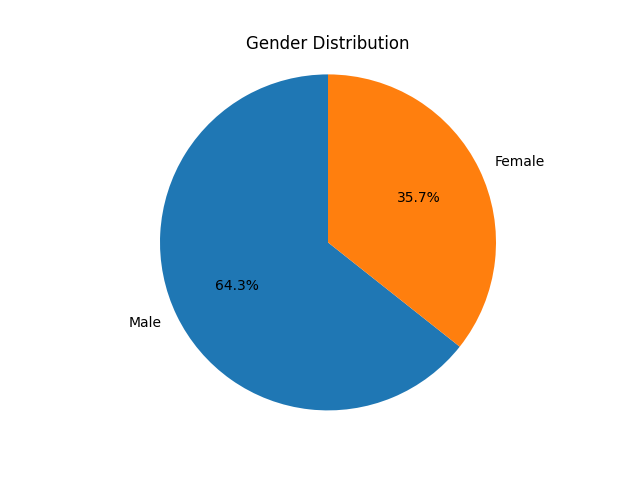 Gender Distribution
Female
35.7%
64.3%
Male